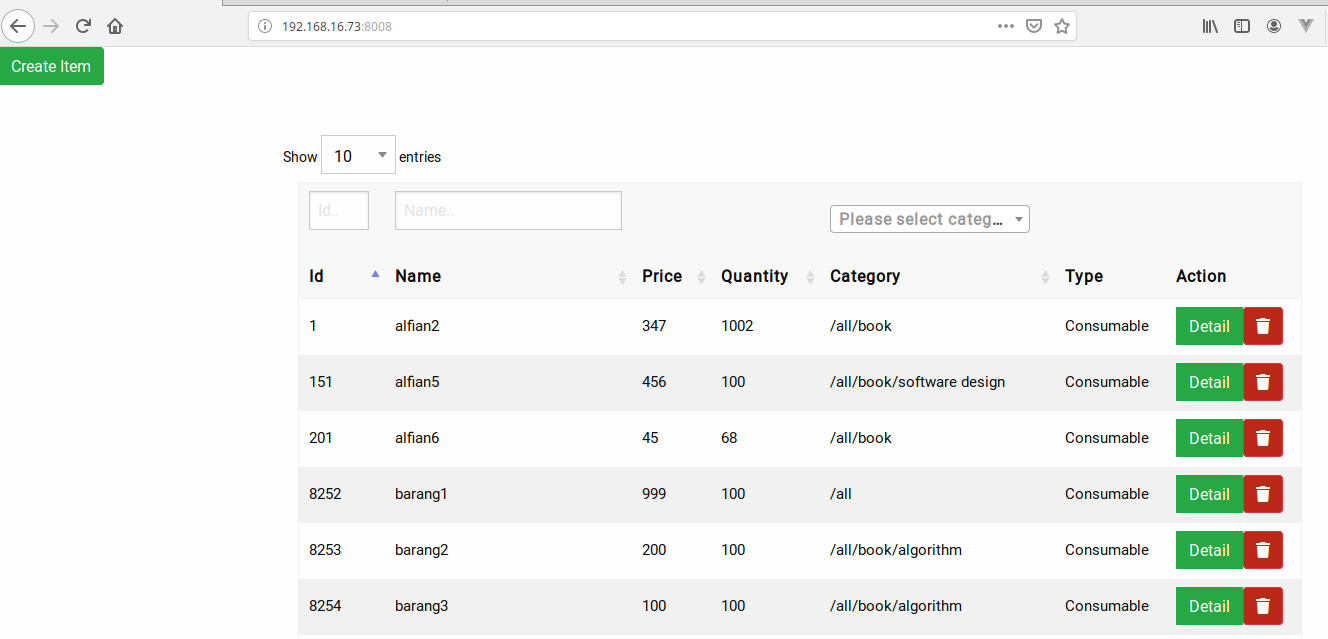 192.168.16.73:8008
Create Item
Show 10 entries
Id.. Name.. Please select categ...
Id Name Price Quantity Category Type Action
1 alfian2 347 1002 /all/book Consumable Detail
151 alfian5 456 100 /all/book/software design Consumable Detail
201 alfian6 45 68 /all/book Consumable Detail
8252 barang1 999 100 /all Consumable Detail
8253 barang2 200 100 /all/book/algorithm Consumable Detail
8254 barang3 100 100 /all/book/algorithm Consumable Detail